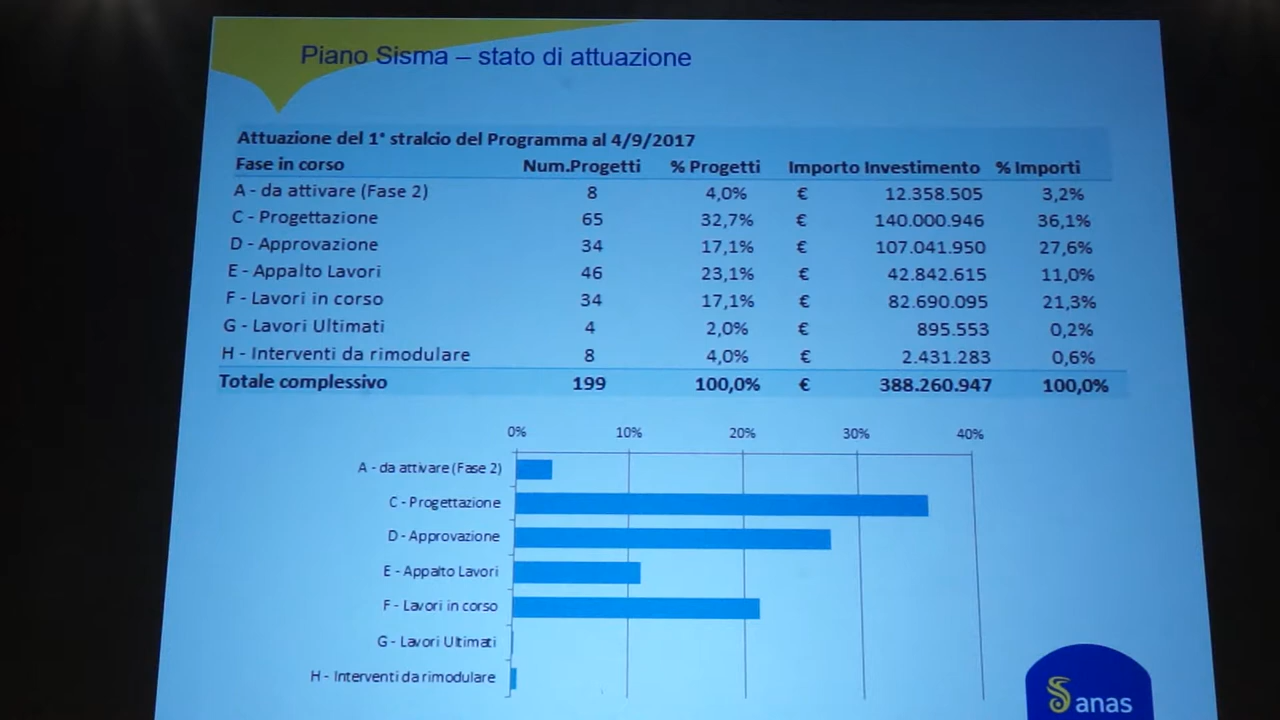 Piano Sisma – stato di attuazione
Attuazione del 1° stralcio del Programma al 4/9/2017
Fase in corso Num.Progetti % Progetti Importo Investimento % Importi
A - da attivare (Fase 2) 8 4,0% € 12.358.505 3,2%
C - Progettazione 65 32,7% € 140.000.946 36,1%
D - Approvazione 34 17,1% € 107.041.950 27,6%
E - Appalto Lavori 46 23,1% € 42.842.615 11,0%
F - Lavori in corso 34 17,1% € 82.690.095 21,3%
G - Lavori Ultimati 4 2,0% € 895.553 0,2%
H - Interventi da rimodulare 8 4,0% € 2.431.283 0,6%
Totale complessivo 199 100,0% € 388.260.947 100,0%
0% 10% 20% 30% 40%
A - da attivare (Fase 2)
C - Progettazione
D - Approvazione
E - Appalto Lavori
F - Lavori in corso
G - Lavori Ultimati
H - Interventi da rimodulare
anas